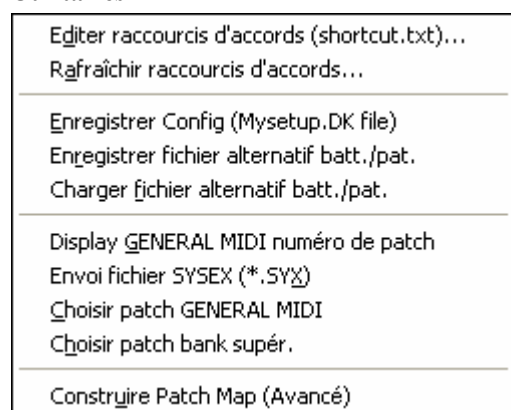 Editer raccourcis d'accords (shortcut.txt)...
Rafraîchir raccourcis d'accords...
Enregistrer Config (Mysetup.DK file)
Enregistrer fichier alternatif batt./pat.
Charger fichier alternatif batt./pat.
Display GENERAL MIDI numéro de patch
Envoi fichier SYSEX (*.SYX)
Choisir patch GENERAL MIDI
Choisir patch bank supér.
Construire Patch Map (Avancé)